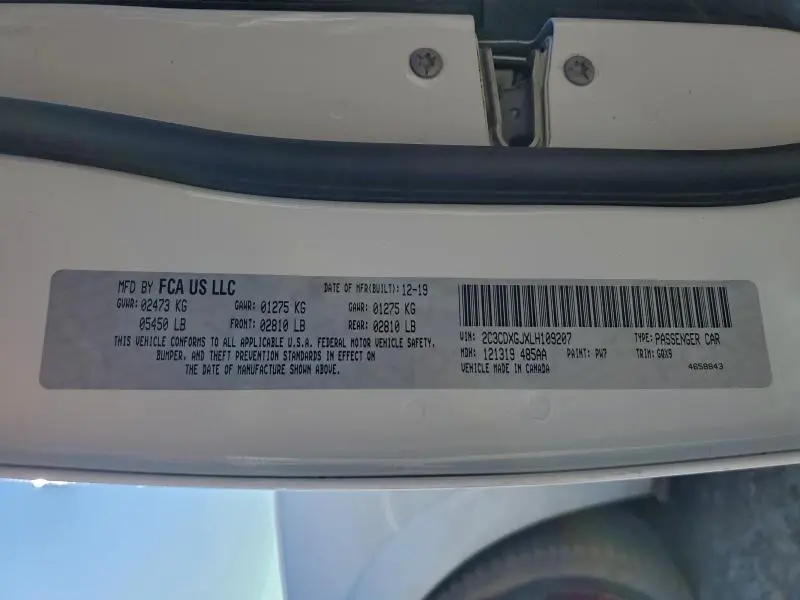 MFD BY FCA US LLC DATE OF MFR(BUILT): 12-19
GVWR: 02473 KG GAWR: 01275 KG GAWR: 01275 KG
05450 LB FRONT: 02810 LB REAR: 02810 LB
THIS VEHICLE CONFORMS TO ALL APPLICABLE U.S.A. FEDERAL MOTOR VEHICLE SAFETY,
BUMPER, AND THEFT PREVENTION STANDARDS IN EFFECT ON
THE DATE OF MANUFACTURE SHOWN ABOVE.
VIN: 2C3CDXGJXLH109207 TYPE: PASSENGER CAR
MDH: 121319 485AA PAINT: PW7 TRIM: GQX9
VEHICLE MADE IN CANADA 4658843